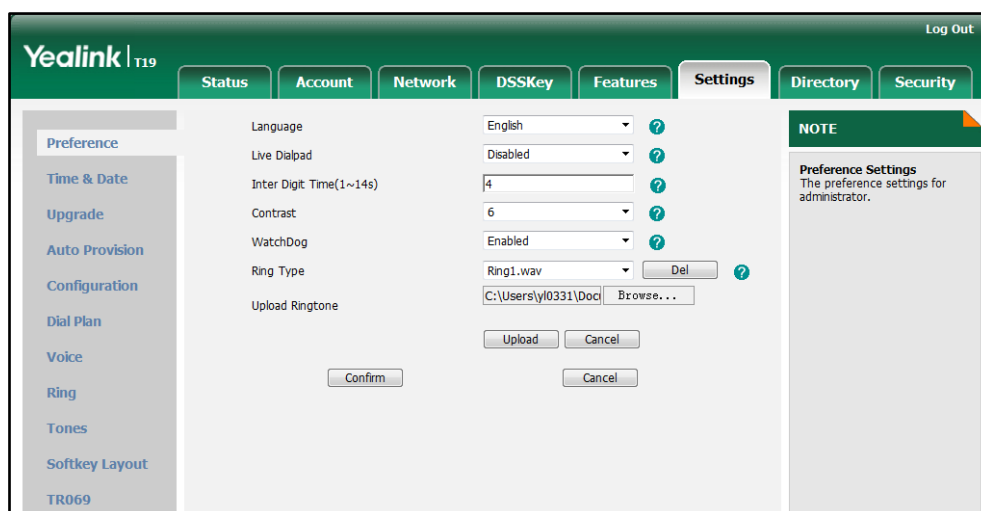 Log Out
Yealink T19
Status Account Network DSSKey Features Settings Directory Security
Preference
Time & Date
Upgrade
Auto Provision
Configuration
Dial Plan
Voice
Ring
Tones
Softkey Layout
TR069
Language English ?
Live Dialpad Disabled ?
Inter Digit Time(1~14s) 4 ?
Contrast 6 ?
WatchDog Enabled ?
Ring Type Ring1.wav Del ?
Upload Ringtone C:\Users\yl0331\Doc Browse...
Upload Cancel
Confirm Cancel
NOTE
Preference Settings
The preference settings for
administrator.